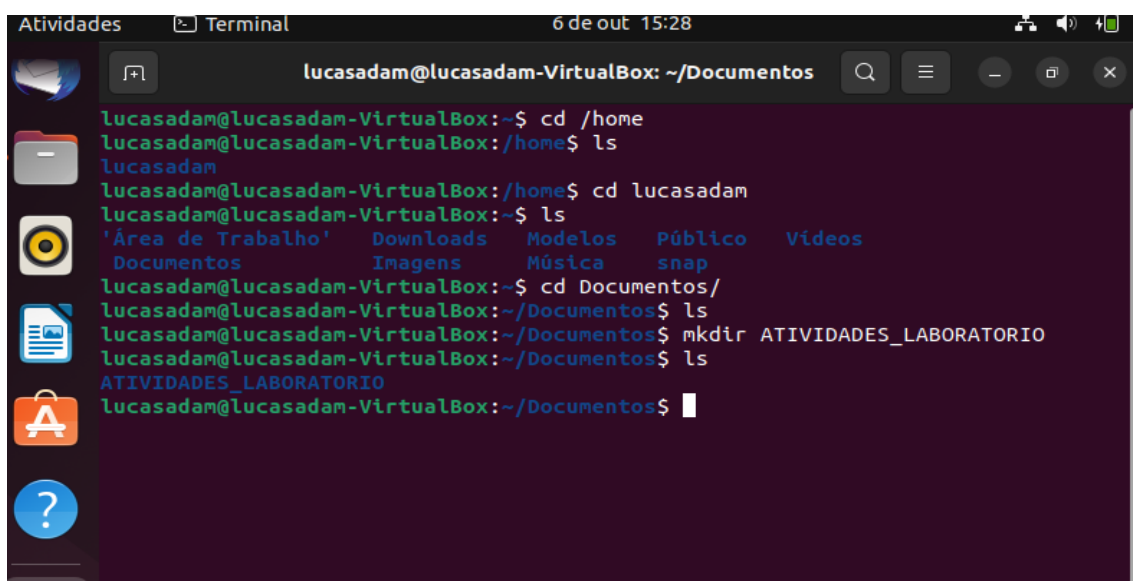 Atividades Terminal 6 de out 15:28
lucasadam@lucasadam-VirtualBox: ~/Documentos
lucasadam@lucasadam-VirtualBox:~$ cd /home
lucasadam@lucasadam-VirtualBox:/home$ ls
lucasadam
lucasadam@lucasadam-VirtualBox:/home$ cd lucasadam
lucasadam@lucasadam-VirtualBox:~$ ls
'Área de Trabalho' Downloads Modelos Público Vídeos
Documentos Imagens Música snap
lucasadam@lucasadam-VirtualBox:~$ cd Documentos/
lucasadam@lucasadam-VirtualBox:~/Documentos$ ls
lucasadam@lucasadam-VirtualBox:~/Documentos$ mkdir ATIVIDADES_LABORATORIO
lucasadam@lucasadam-VirtualBox:~/Documentos$ ls
ATIVIDADES_LABORATORIO
lucasadam@lucasadam-VirtualBox:~/Documentos$